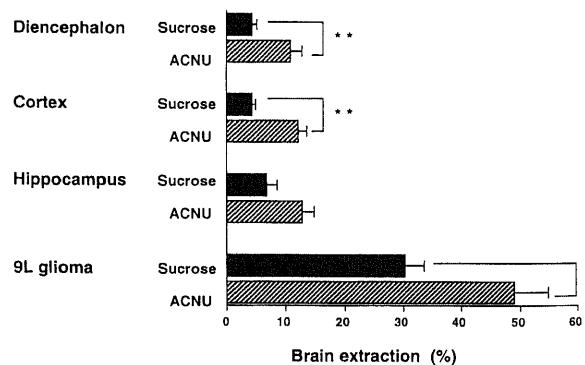 Diencephalon
Sucrose
* *
ACNU
Cortex
Sucrose
* *
ACNU
Hippocampus
Sucrose
ACNU
9L glioma
Sucrose
ACNU
0 10 20 30 40 50 60
Brain extraction (%)